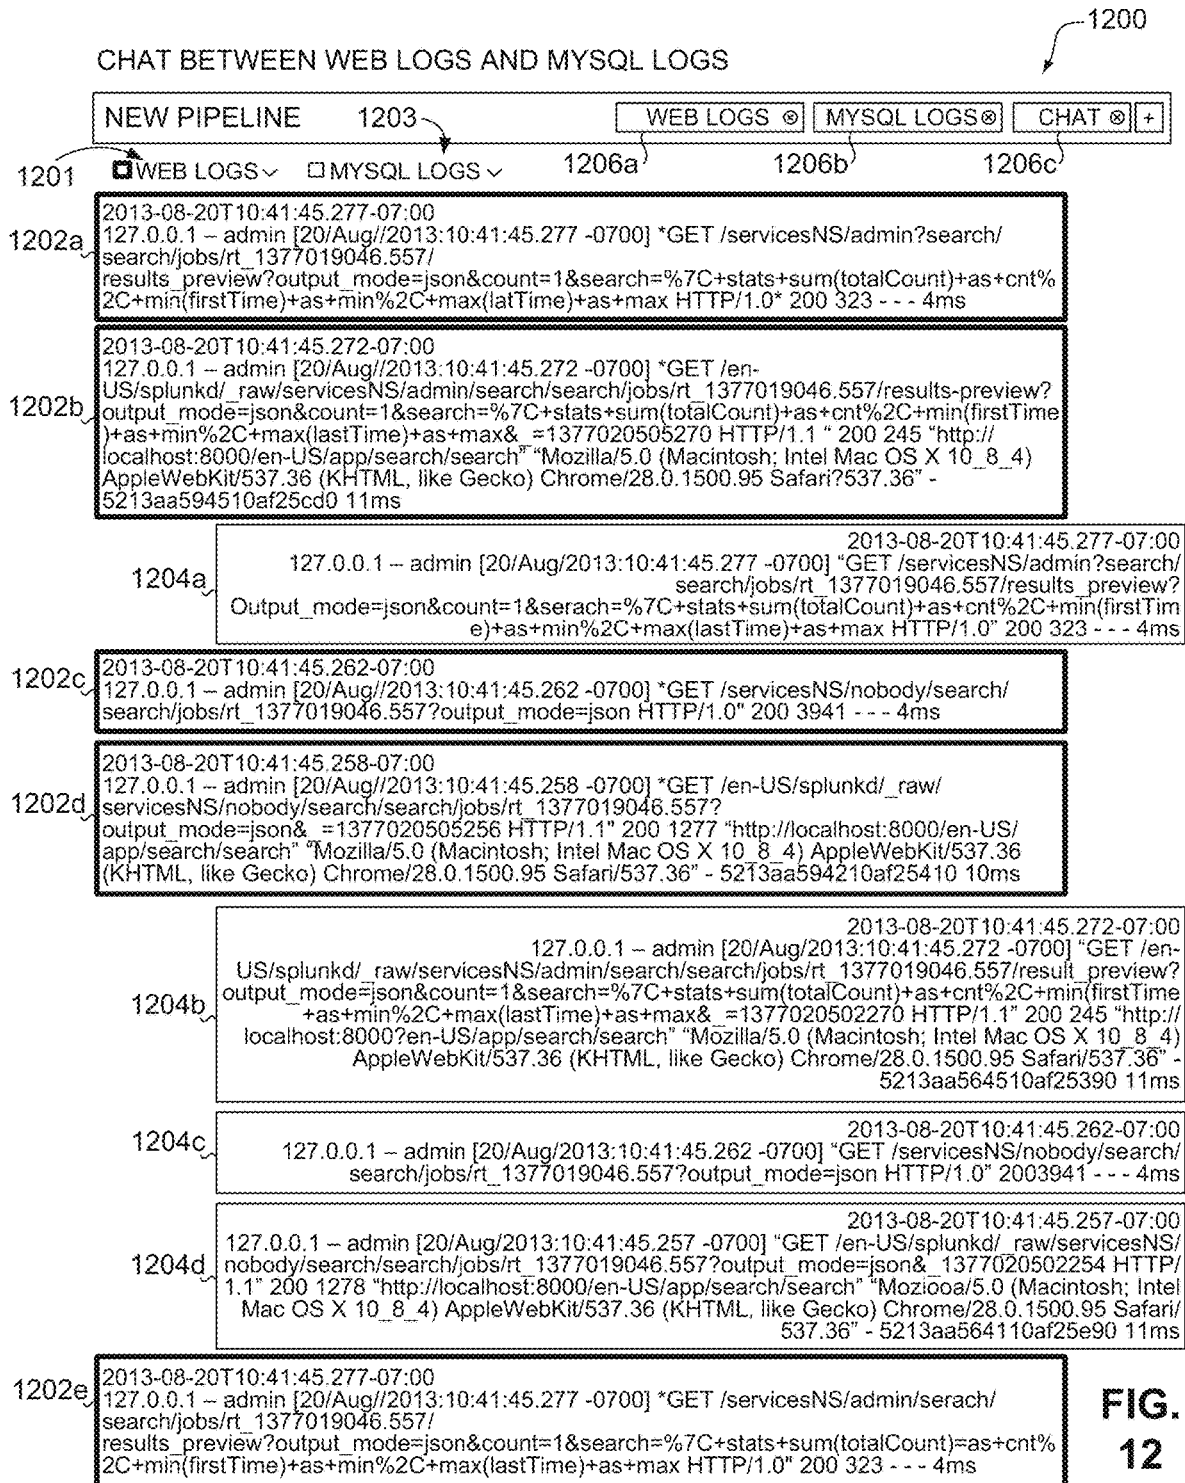 1200
CHAT BETWEEN WEB LOGS AND MYSQL LOGS
NEW PIPELINE 1203 WEB LOGS ⊗ MYSQL LOGS⊗ CHAT ⊗ +
1206a 1206b 1206c
1201 WEB LOGS MYSQL LOGS
1202a
2013-08-20T10:41:45.277-07:00
127.0.0.1 – admin [20/Aug//2013:10:41:45.277 -0700] *GET /servicesNS/admin?search/
search/jobs/rt_1377019046.557/
results_preview?output_mode=json&count=1&search=%7C+stats+sum(totalCount)+as+cnt%
2C+min(firstTime)+as+min%2C+max(latTime)+as+max HTTP/1.0* 200 323 - - - 4ms
1202b
2013-08-20T10:41:45.272-07:00
127.0.0.1 – admin [20/Aug//2013:10:41:45.272 -0700] *GET /en-
US/splunkd/_raw/servicesNS/admin/search/search/jobs/rt_1377019046.557/results-preview?
output_mode=json&count=1&search=%7C+stats+sum(totalCount)+as+cnt%2C+min(firstTime
)+as+min%2C+max(lastTime)+as+max&_=1377020505270 HTTP/1.1 “ 200 245 “http://
localhost:8000/en-US/app/search/search” “Mozilla/5.0 (Macintosh; Intel Mac OS X 10_8_4)
AppleWebKit/537.36 (KHTML, like Gecko) Chrome/28.0.1500.95 Safari?537.36” -
5213aa594510af25cd0 11ms
1204a
2013-08-20T10:41:45.277-07:00
127.0.0.1 – admin [20/Aug/2013:10:41:45.277 -0700] “GET /servicesNS/admin?search/
search/jobs/rt_1377019046.557/results_preview?
Output_mode=json&count=1&serach=%7C+stats+sum(totalCount)+as+cnt%2C+min(firstTim
e)+as+min%2C+max(lastTime)+as+max HTTP/1.0” 200 323 - - - 4ms
1202c
2013-08-20T10:41:45.262-07:00
127.0.0.1 – admin [20/Aug//2013:10:41:45.262 -0700] *GET /servicesNS/nobody/search/
search/jobs/rt_1377019046.557?output_mode=json HTTP/1.0" 200 3941 - - - 4ms
1202d
2013-08-20T10:41:45.258-07:00
127.0.0.1 – admin [20/Aug//2013:10:41:45.258 -0700] *GET /en-US/splunkd/_raw/
servicesNS/nobody/search/search/jobs/rt_1377019046.557?
output_mode=json&_=1377020505256 HTTP/1.1" 200 1277 “http://localhost:8000/en-US/
app/search/search” “Mozilla/5.0 (Macintosh; Intel Mac OS X 10_8_4) AppleWebKit/537.36
(KHTML, like Gecko) Chrome/28.0.1500.95 Safari/537.36” - 5213aa594210af25410 10ms
1204b
2013-08-20T10:41:45.272-07:00
127.0.0.1 – admin [20/Aug/2013:10:41:45.272 -0700] “GET /en-
US/splunkd/_raw/servicesNS/admin/search/search/jobs/rt_1377019046.557/result_preview?
output_mode=json&count=1&search=%7C+stats+sum(totalCount)+as+cnt%2C+min(firstTime
+as+min%2C+max(lastTime)+as+max&_=1377020502270 HTTP/1.1” 200 245 “http://
localhost:8000?en-US/app/search/search” “Mozilla/5.0 (Macintosh; Intel Mac OS X 10_8_4)
AppleWebKit/537.36 (KHTML, like Gecko) Chrome/28.0.1500.95 Safari/537.36” -
5213aa564510af25390 11ms
1204c
2013-08-20T10:41:45.262-07:00
127.0.0.1 – admin [20/Aug/2013:10:41:45.262 -0700] “GET /servicesNS/nobody/search/
search/jobs/rt_1377019046.557?output_mode=json HTTP/1.0” 2003941 - - - 4ms
1204d
2013-08-20T10:41:45.257-07:00
127.0.0.1 – admin [20/Aug/2013:10:41:45.257 -0700] “GET /en-US/splunkd/_raw/servicesNS/
nobody/search/search/jobs/rt_1377019046.557?output_mode=json&_1377020502254 HTTP/
1.1” 200 1278 “http://localhost:8000/en-US/app/search/search” “Moziooa/5.0 (Macintosh; Intel
Mac OS X 10_8_4) AppleWebKit/537.36 (KHTML, like Gecko) Chrome/28.0.1500.95 Safari/
537.36” - 5213aa564110af25e90 11ms
1202e
2013-08-20T10:41:45.277-07:00
127.0.0.1 – admin [20/Aug//2013:10:41:45.277 -0700] *GET /servicesNS/admin/serach/
search/jobs/rt_1377019046.557/
results_preview?output_mode=json&count=1&search=%7C+stats+sum(totalCount)=as+cnt%
2C+min(firstTime)+as+min%2C+max(lastTime)+as+max HTTP/1.0" 200 323 - - - 4ms
FIG.
12